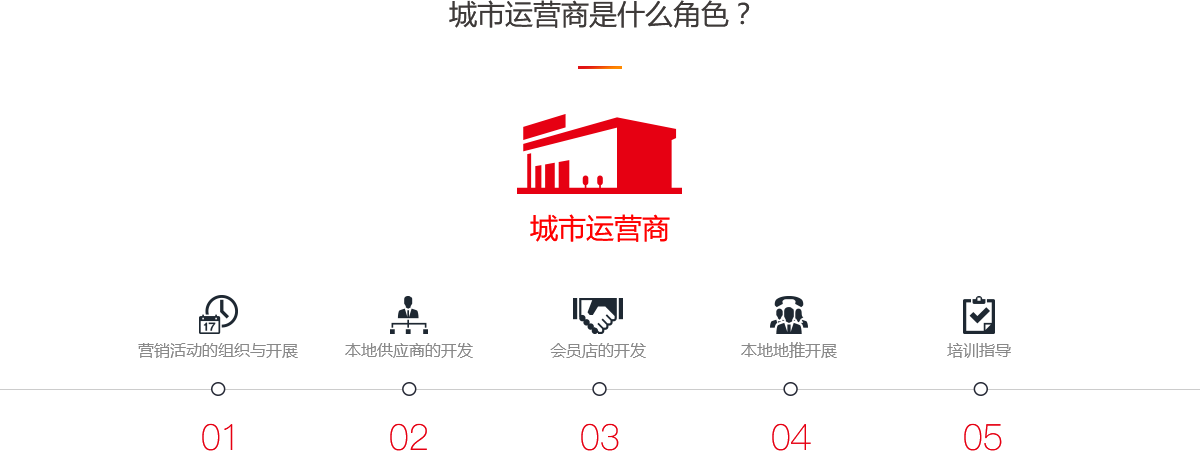 城市运营商是什么角色？
城市运营商
17
营销活动的组织与开展
本地供应商的开发
会员店的开发
本地地推开展
培训指导
01
02
03
04
05